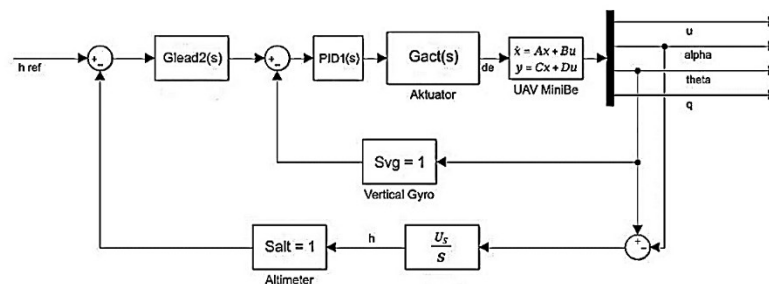 u
alpha
theta
q
h ref
+
-
Glead2(s)
+
-
PID1(s)
Gact(s)
Aktuator
de
ẋ = Ax + Bu
y = Cx + Du
UAV MiniBe
Svg = 1
Vertical Gyro
+
-
Salt = 1
Altimeter
h
U_S
S